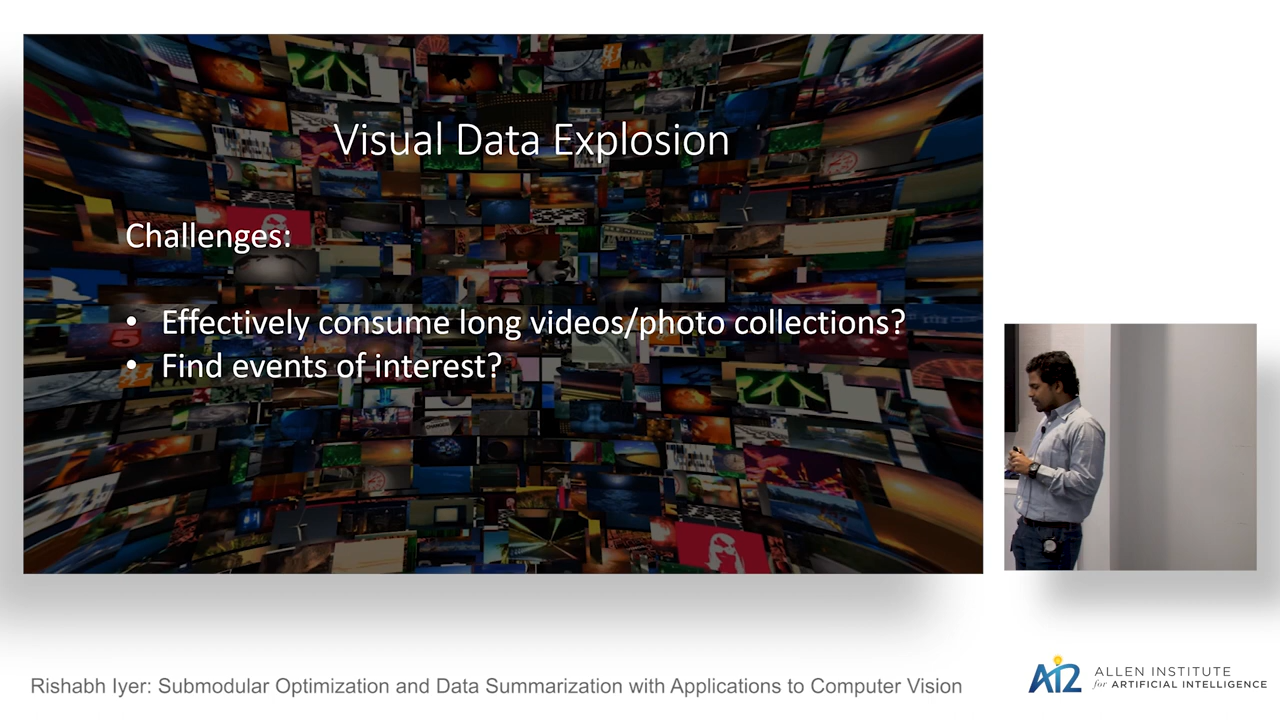 Visual Data Explosion
Challenges:
• Effectively consume long videos/photo collections?
• Find events of interest?
Rishabh Iyer: Submodular Optimization and Data Summarization with Applications to Computer Vision
AI2
ALLEN INSTITUTE
for ARTIFICIAL INTELLIGENCE